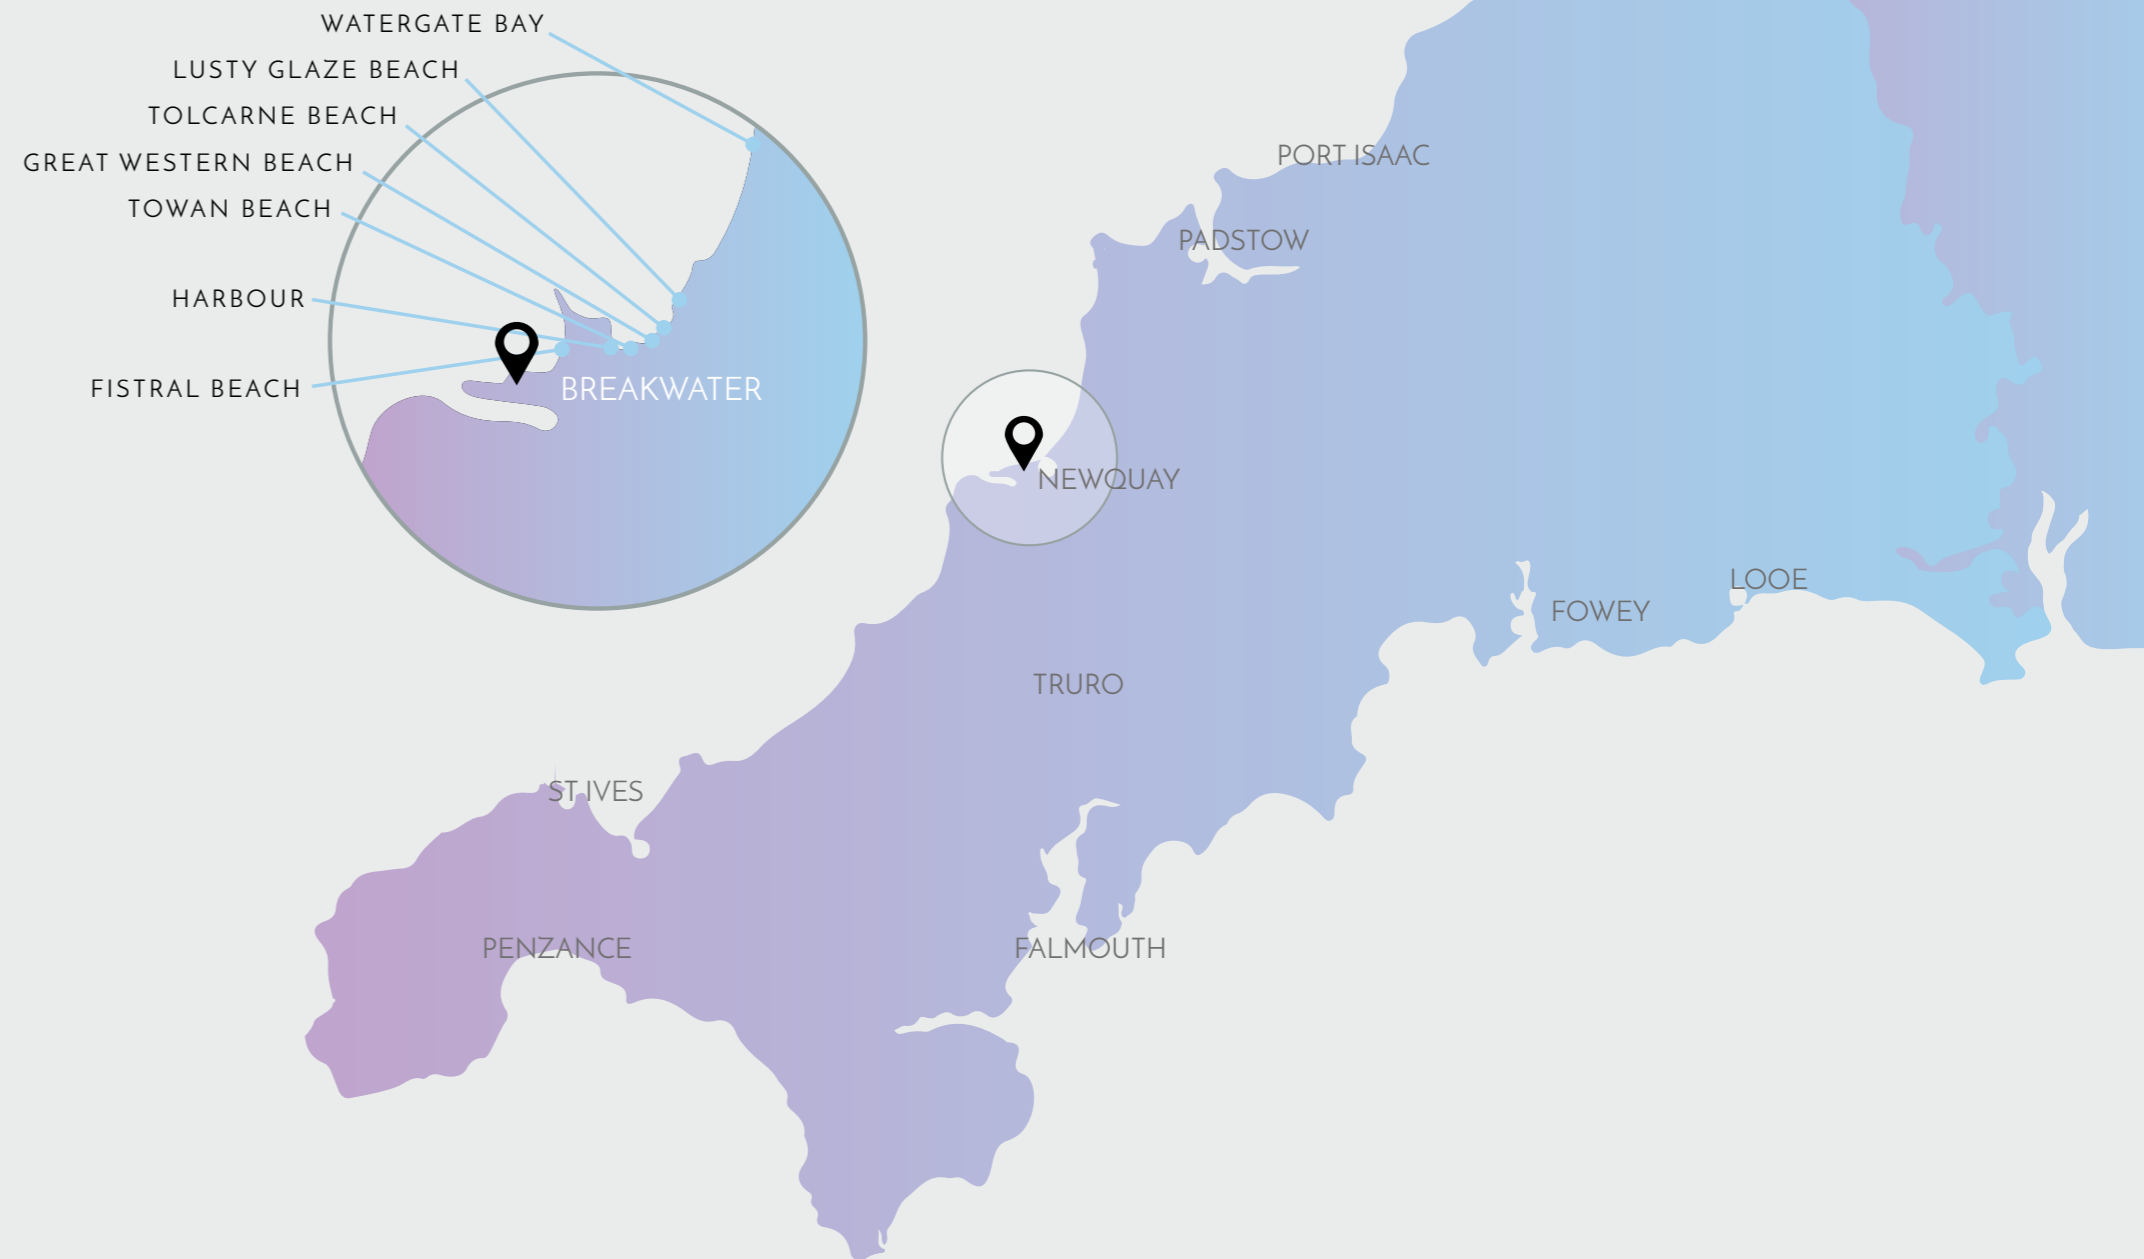 WATERGATE BAY
LUSTY GLAZE BEACH
TOLCARNE BEACH
GREAT WESTERN BEACH
TOWAN BEACH
HARBOUR
FISTRAL BEACH
BREAKWATER
PORT ISAAC
PADSTOW
NEWQUAY
LOOE
FOWEY
TRURO
ST IVES
PENZANCE
FALMOUTH